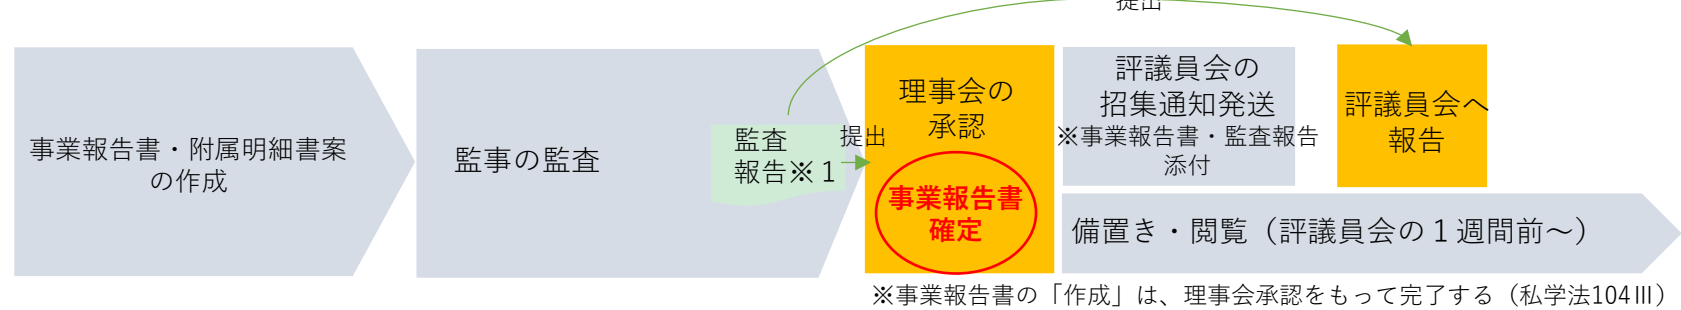 提出
事業報告書・附属明細書案
の作成
監事の監査
監査
報告※１
提出
理事会の
承認
事業報告書
確定
評議員会の
招集通知発送
※事業報告書・監査報告
添付
評議員会へ
報告
備置き・閲覧（評議員会の１週間前～）
※事業報告書の「作成」は、理事会承認をもって完了する（私学法104Ⅲ）